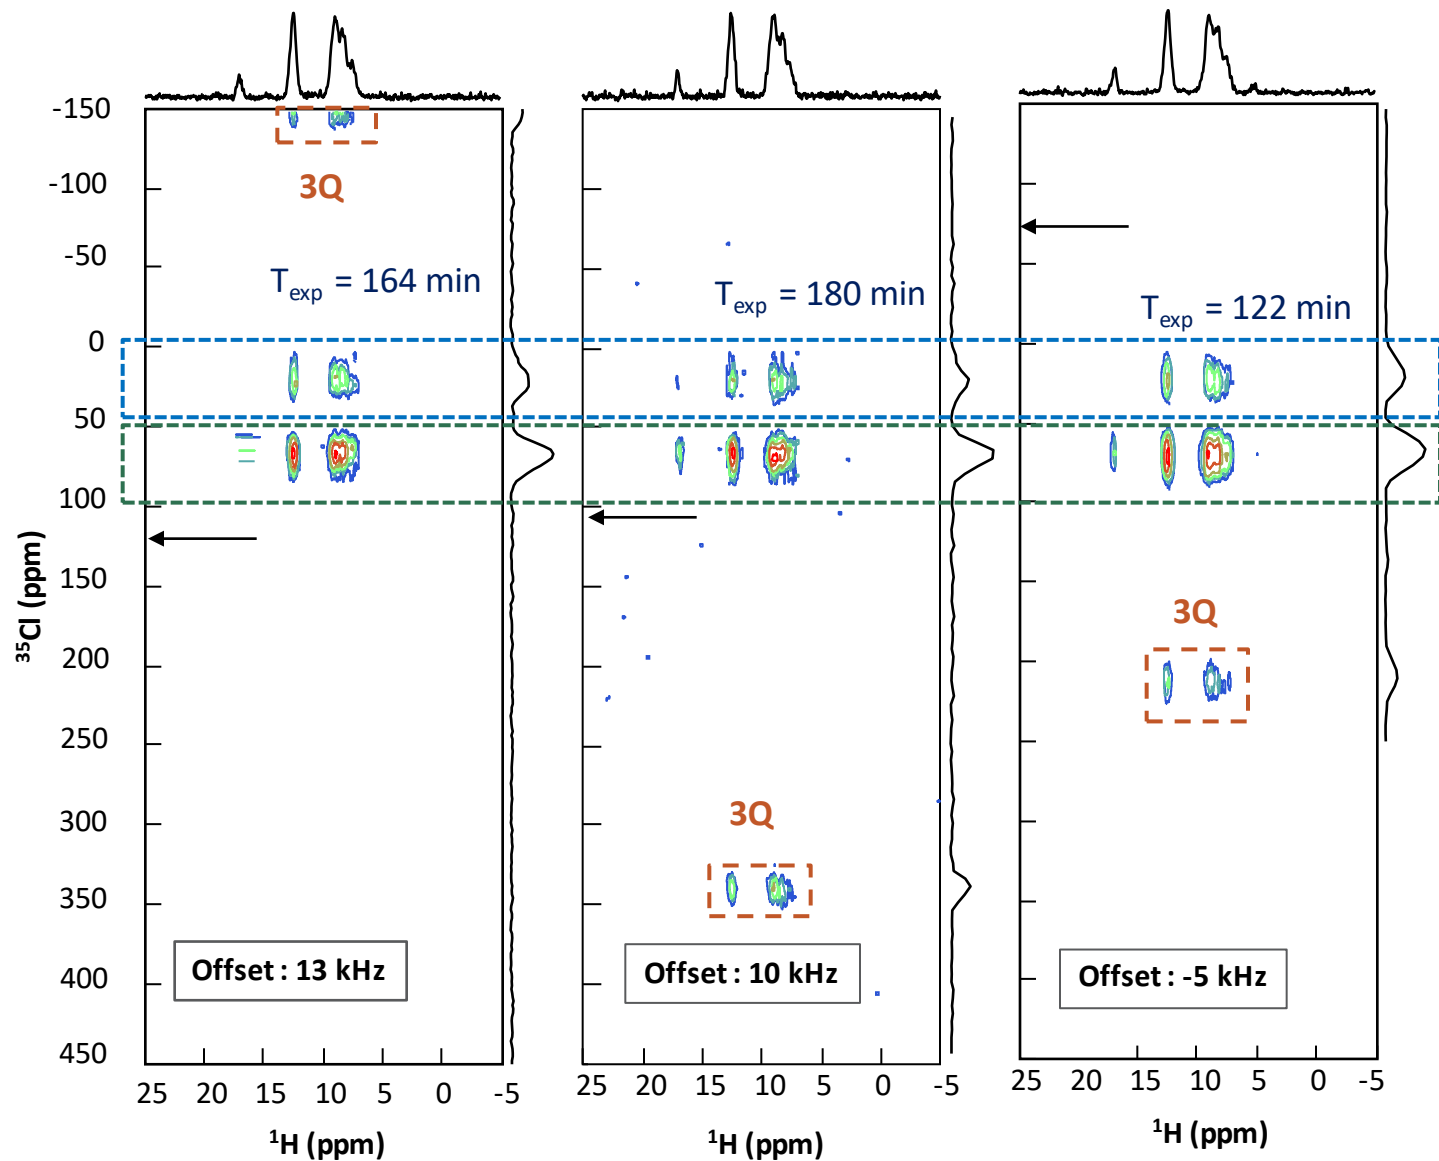 -150
-100
-50
0
50
100
150
200
250
300
350
400
450
³⁵Cl (ppm)
3Q
T_exp = 164 min
Offset : 13 kHz
25 20 15 10 5 0 -5
¹H (ppm)
T_exp = 180 min
3Q
Offset : 10 kHz
25 20 15 10 5 0 -5
¹H (ppm)
T_exp = 122 min
3Q
Offset : -5 kHz
25 20 15 10 5 0 -5
¹H (ppm)